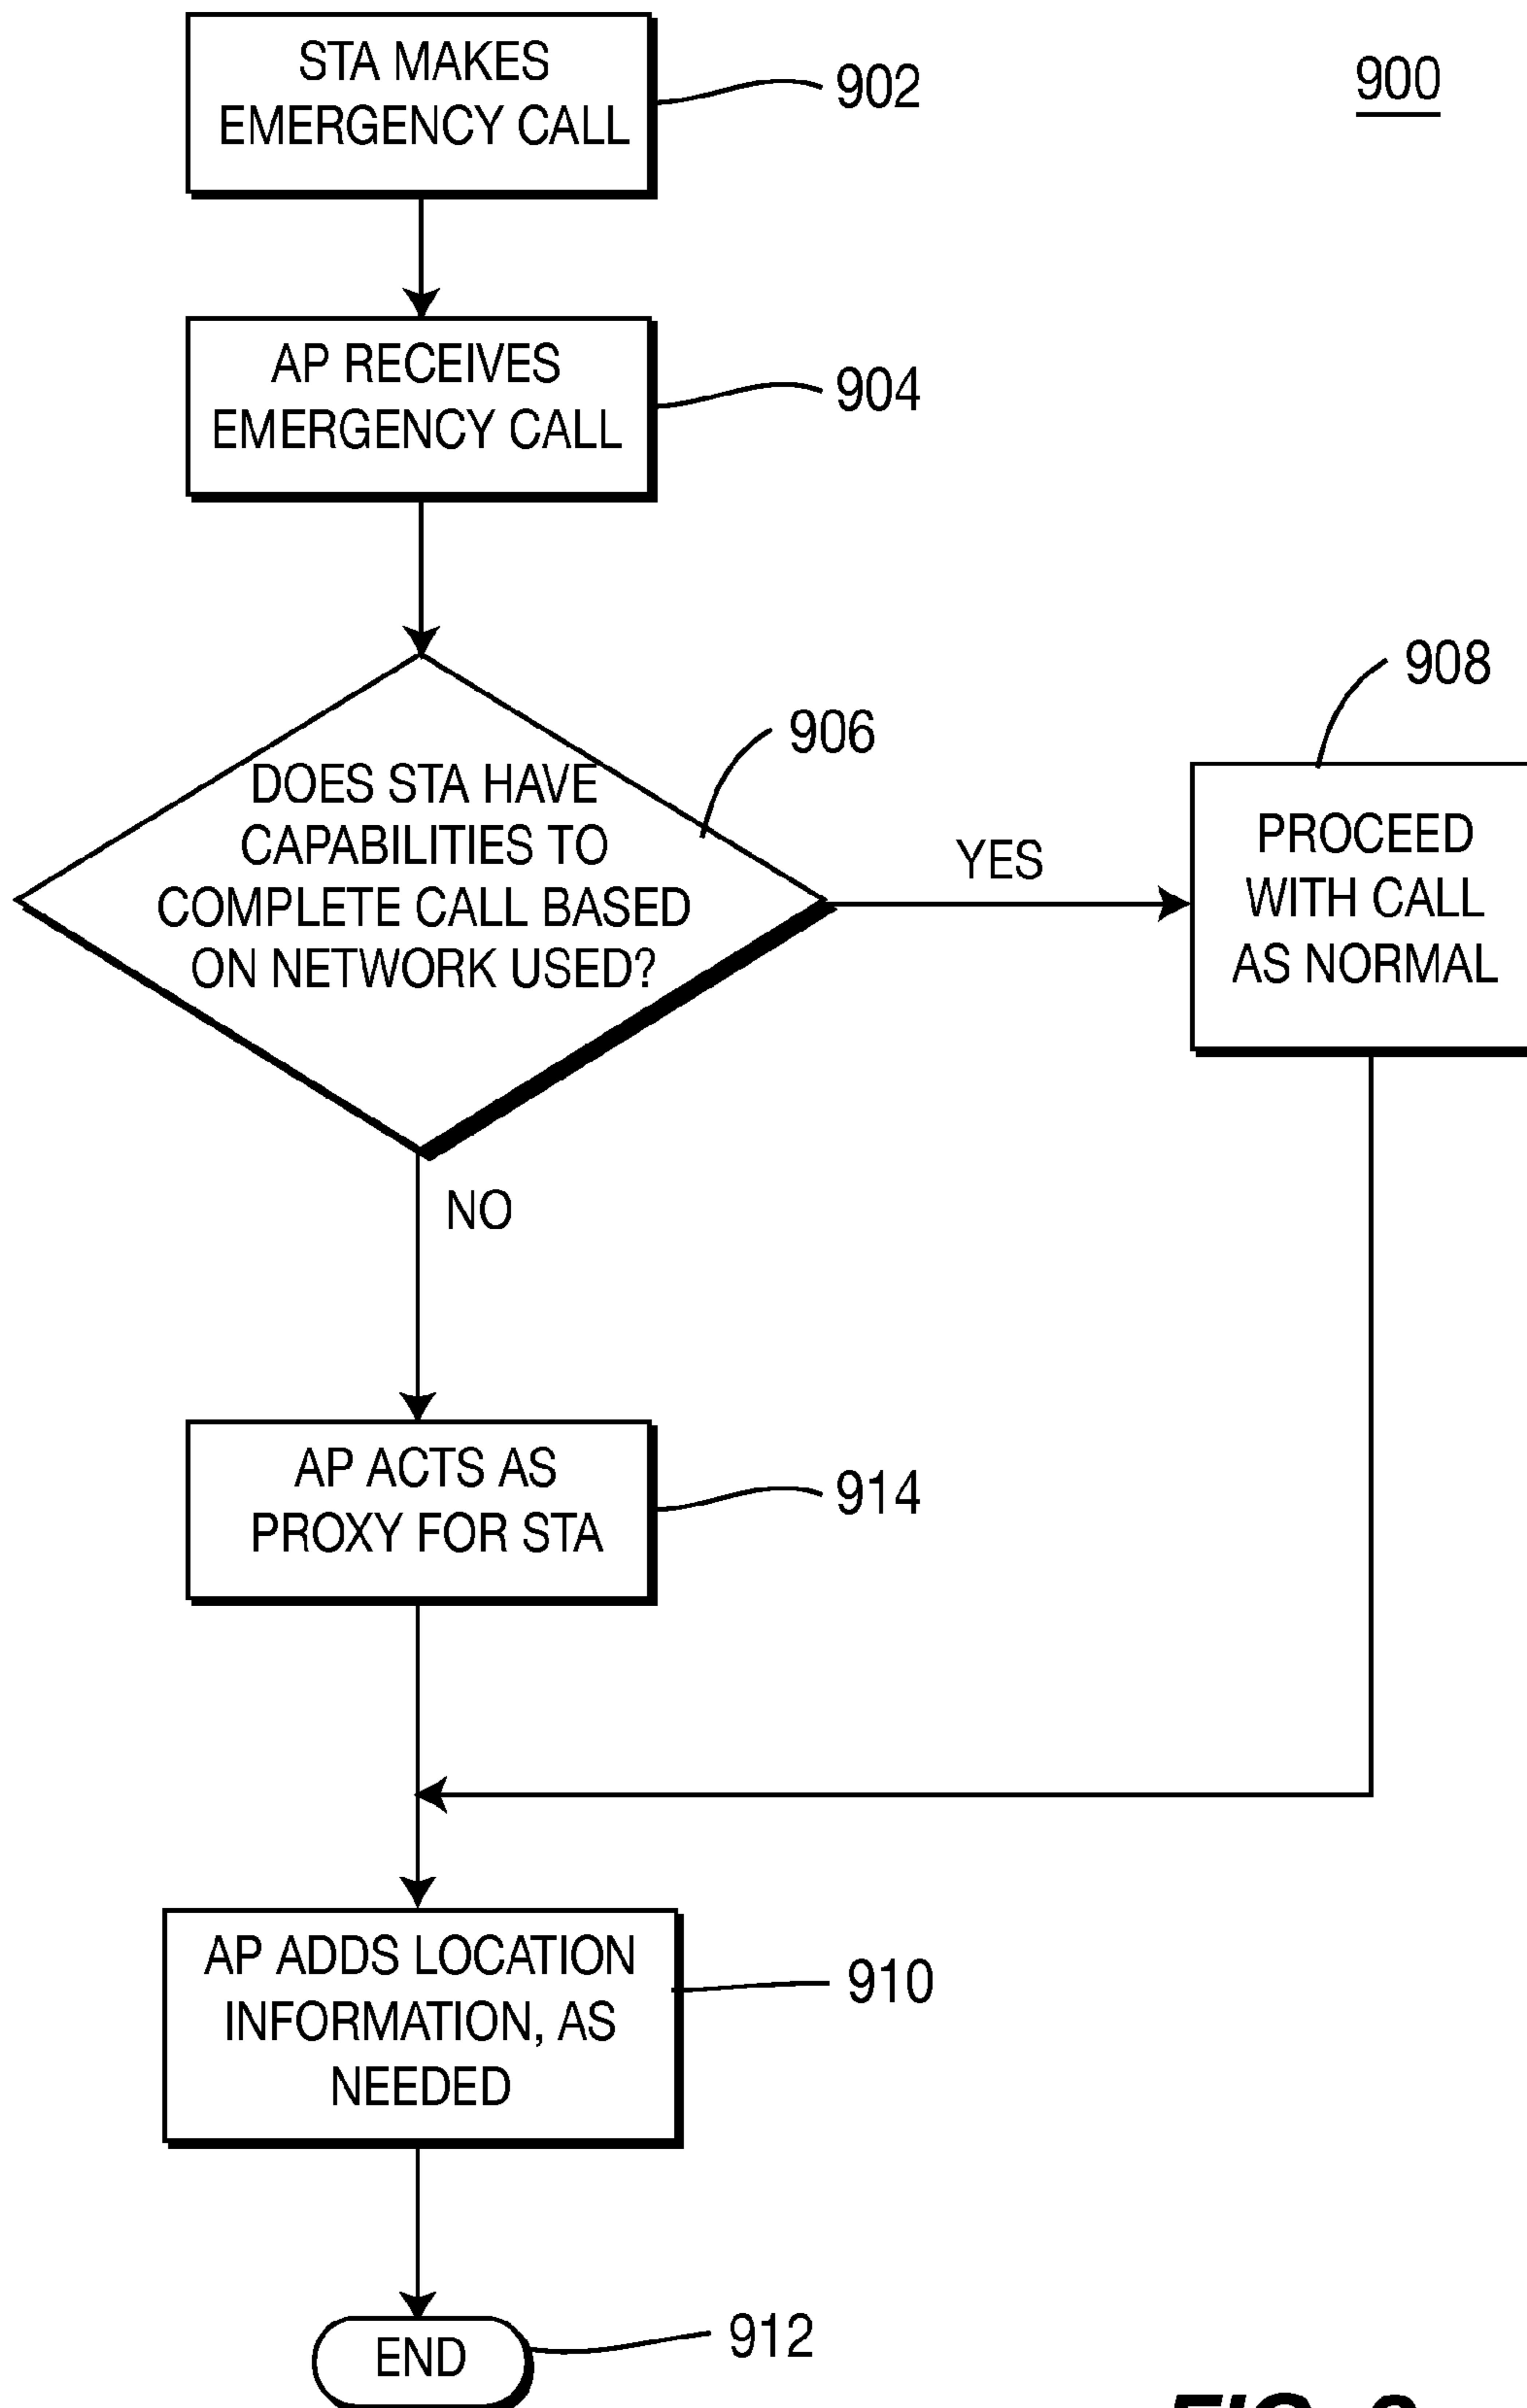 STA MAKES
EMERGENCY CALL
902
900
AP RECEIVES
EMERGENCY CALL
904
DOES STA HAVE
CAPABILITIES TO
COMPLETE CALL BASED
ON NETWORK USED?
906
YES
908
PROCEED
WITH CALL
AS NORMAL
NO
AP ACTS AS
PROXY FOR STA
914
AP ADDS LOCATION
INFORMATION, AS
NEEDED
910
END
912